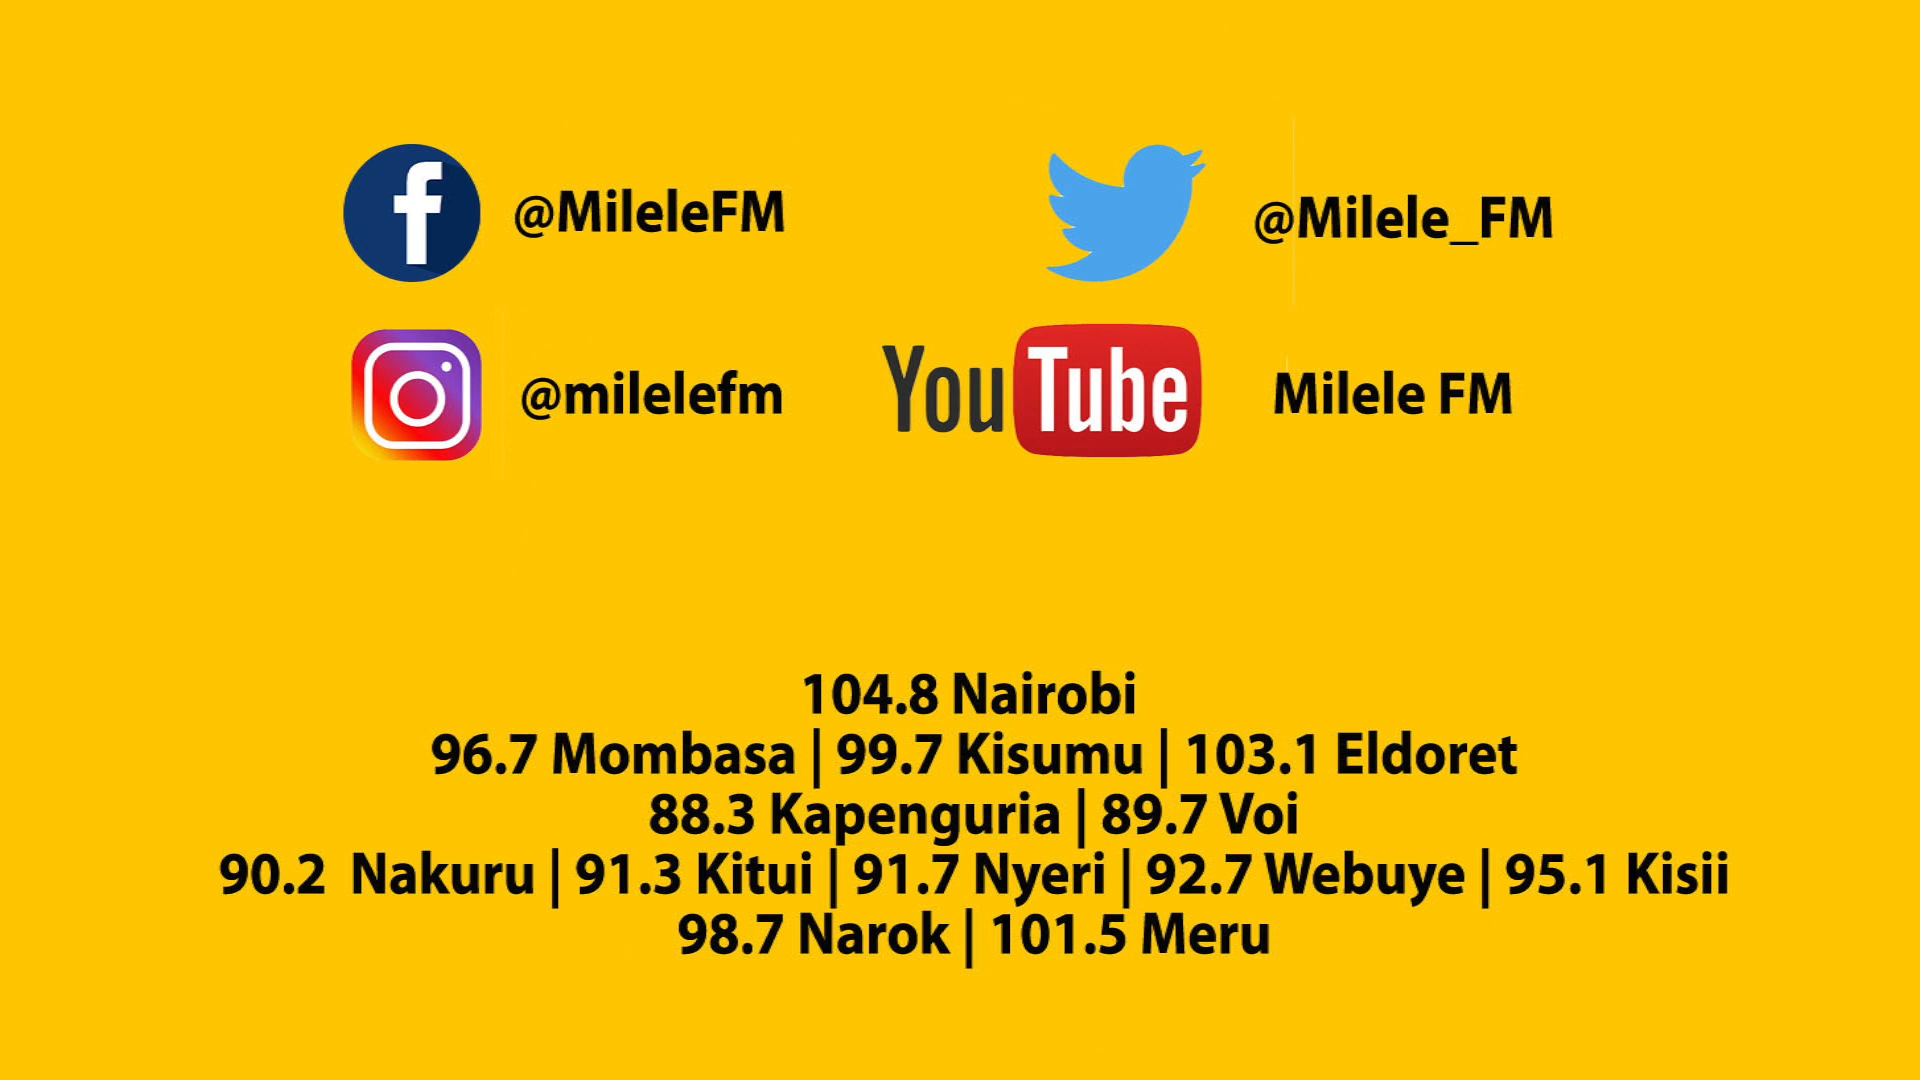 @MileleFM
@Milele_FM
@milelefm
YouTube
Milele FM
104.8 Nairobi
96.7 Mombasa | 99.7 Kisumu | 103.1 Eldoret
88.3 Kapenguria | 89.7 Voi
90.2 Nakuru | 91.3 Kitui | 91.7 Nyeri | 92.7 Webuye | 95.1 Kisii
98.7 Narok | 101.5 Meru